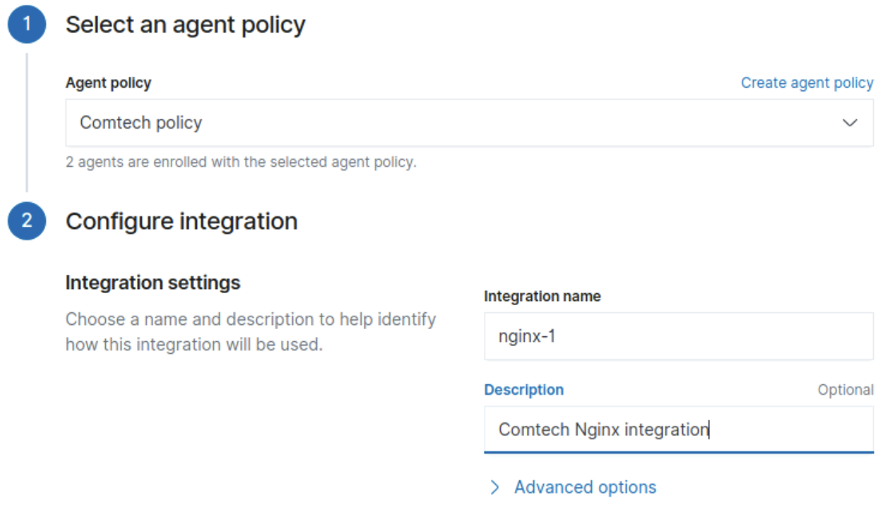 1 Select an agent policy
Agent policy
Create agent policy
Comtech policy
2 agents are enrolled with the selected agent policy.
2 Configure integration
Integration settings
Choose a name and description to help identify
how this integration will be used.
Integration name
nginx-1
Description
Optional
Comtech Nginx integration
Advanced options